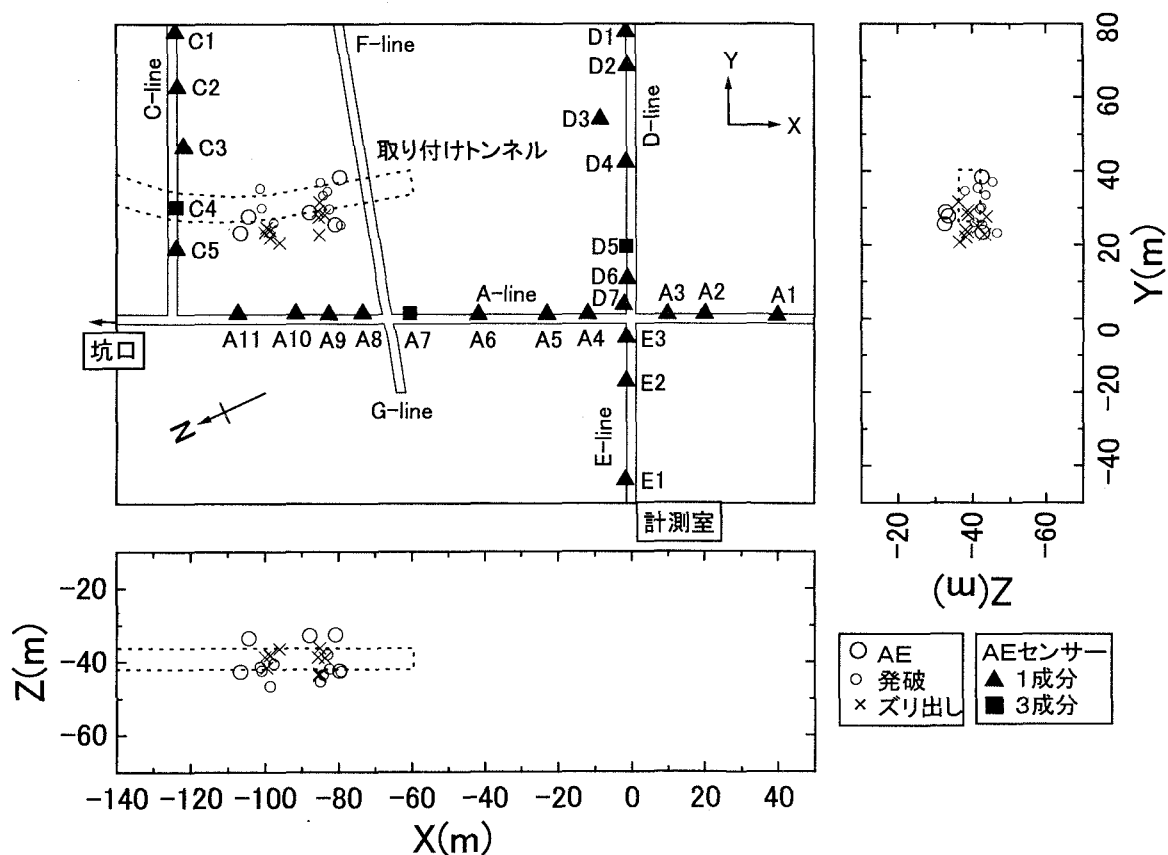 C1
C2
C3
C4
C5
C-line
F-line
取り付けトンネル
D1
D2
D3
D4
D5
D6
D7
D-line
Y
X
A-line
A11
A10
A9
A8
A7
A6
A5
A4
A3
A2
A1
坑口
G-line
N
E3
E2
E1
E-line
計測室
80
60
40
20
0
-20
-40
Y(m)
-20
-40
-60
Z(m)
-20
-40
-60
Z(m)
-140
-120
-100
-80
-60
-40
-20
0
20
40
X(m)
AE
発破
ズリ出し
AEセンサー
1成分
3成分